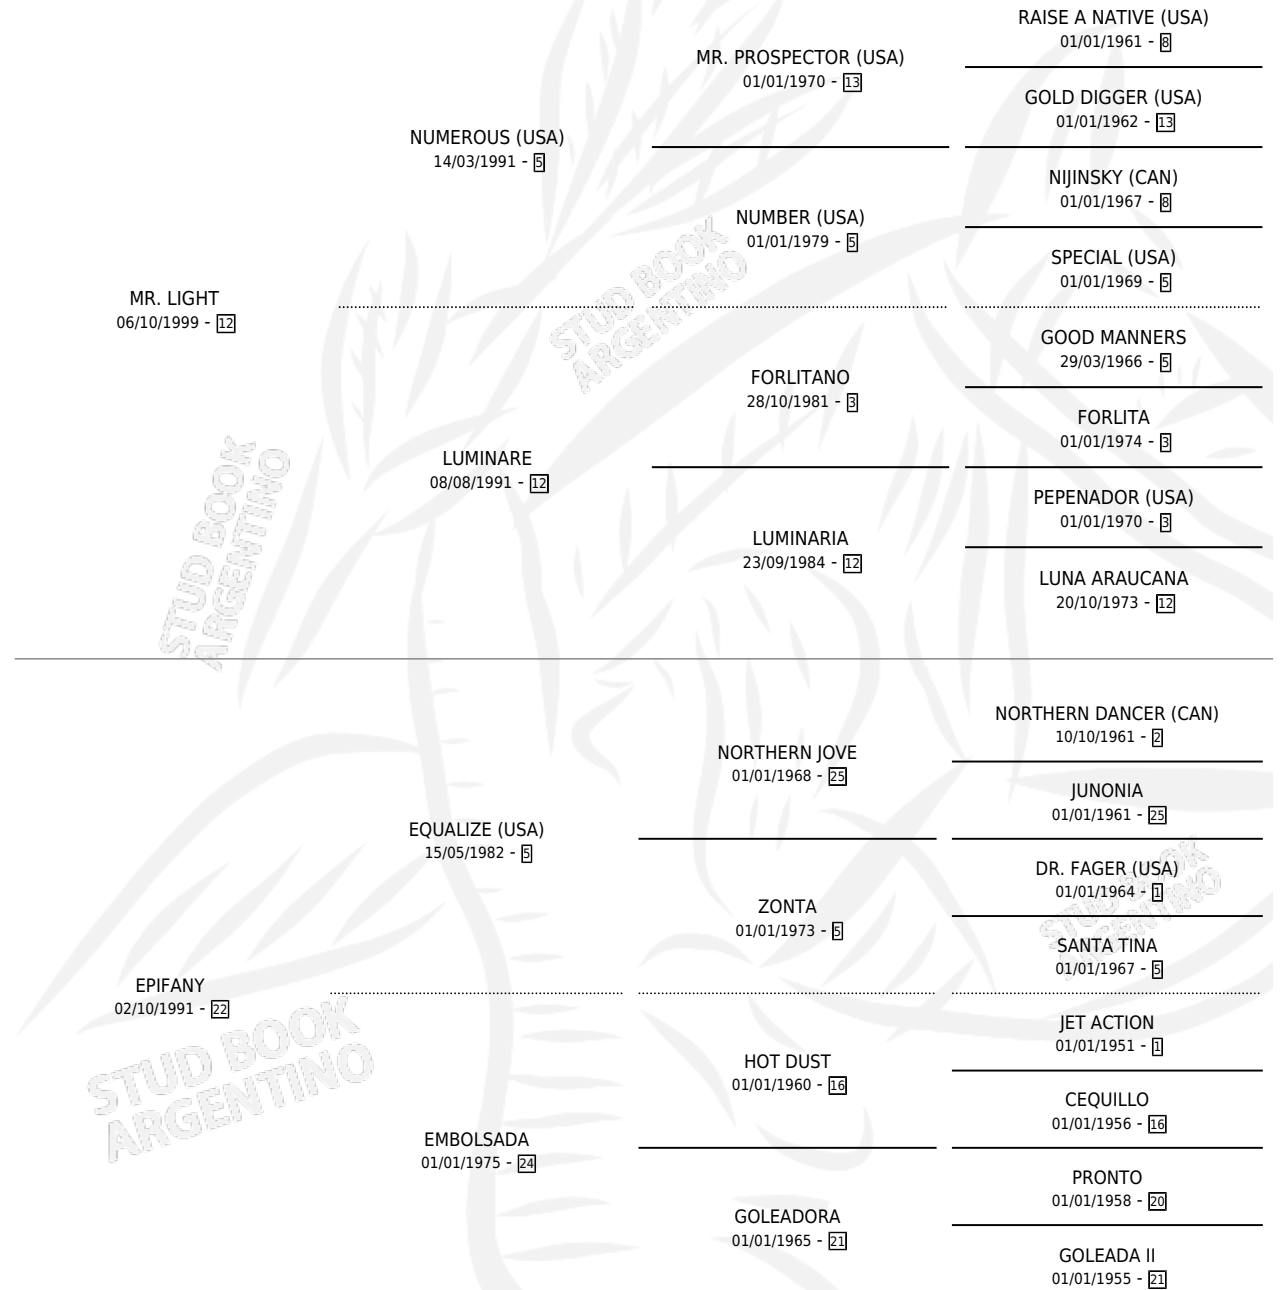 RAISE A NATIVE (USA)
01/01/1961 - 8
MR. PROSPECTOR (USA)
01/01/1970 - 13
GOLD DIGGER (USA)
01/01/1962 - 13
NUMEROUS (USA)
14/03/1991 - 5
NIJINSKY (CAN)
01/01/1967 - 8
NUMBER (USA)
01/01/1979 - 5
SPECIAL (USA)
01/01/1969 - 5
MR. LIGHT
06/10/1999 - 12
GOOD MANNERS
29/03/1966 - 5
FORLITANO
28/10/1981 - 3
FORLITA
01/01/1974 - 3
LUMINARE
08/08/1991 - 12
PEPENADOR (USA)
01/01/1970 - 3
LUMINARIA
23/09/1984 - 12
LUNA ARAUCANA
20/10/1973 - 12
NORTHERN DANCER (CAN)
10/10/1961 - 2
NORTHERN JOVE
01/01/1968 - 25
JUNONIA
01/01/1961 - 25
EQUALIZE (USA)
15/05/1982 - 5
DR. FAGER (USA)
01/01/1964 - 1
ZONTA
01/01/1973 - 5
SANTA TINA
01/01/1967 - 5
EPIFANY
02/10/1991 - 22
JET ACTION
01/01/1951 - 1
HOT DUST
01/01/1960 - 16
CEQUILLO
01/01/1956 - 16
EMBOLSADA
01/01/1975 - 24
PRONTO
01/01/1958 - 20
GOLEADORA
01/01/1965 - 21
GOLEADA II
01/01/1955 - 21
STUD BOOK
ARGENTINO
STUD BOOK
ARGENTINO
STUD BOOK
ARGENTINO
STUD BOOK
ARGENTINO